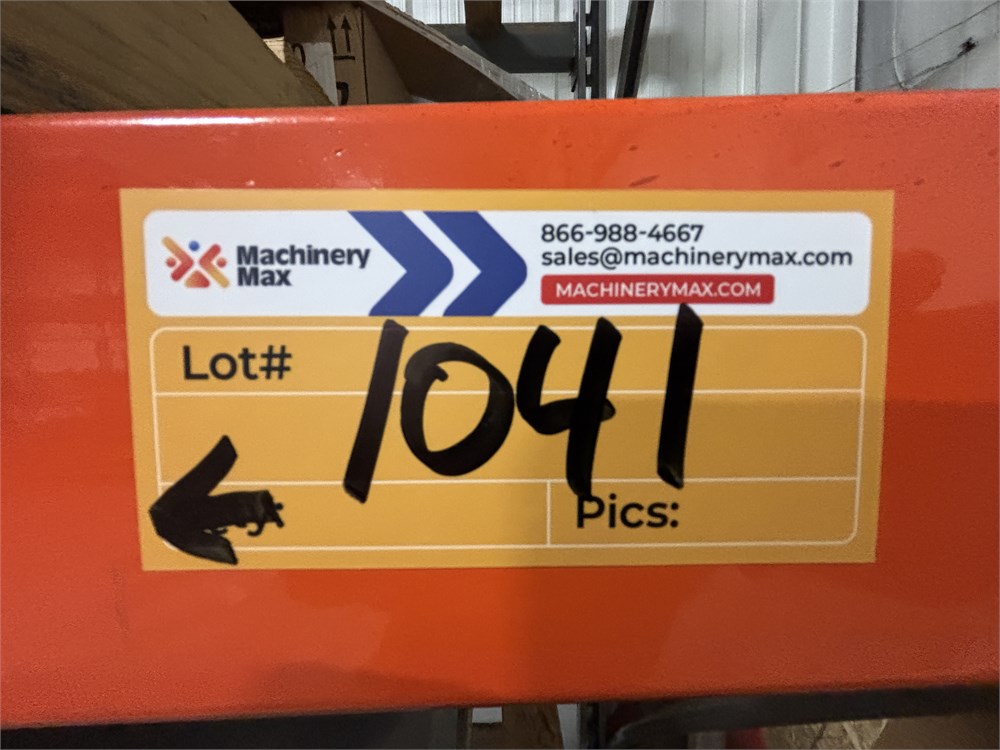 Machinery
Max
866-988-4667
sales@machinerymax.com
MACHINERYMAX.COM
Lot# 1041
Pics: